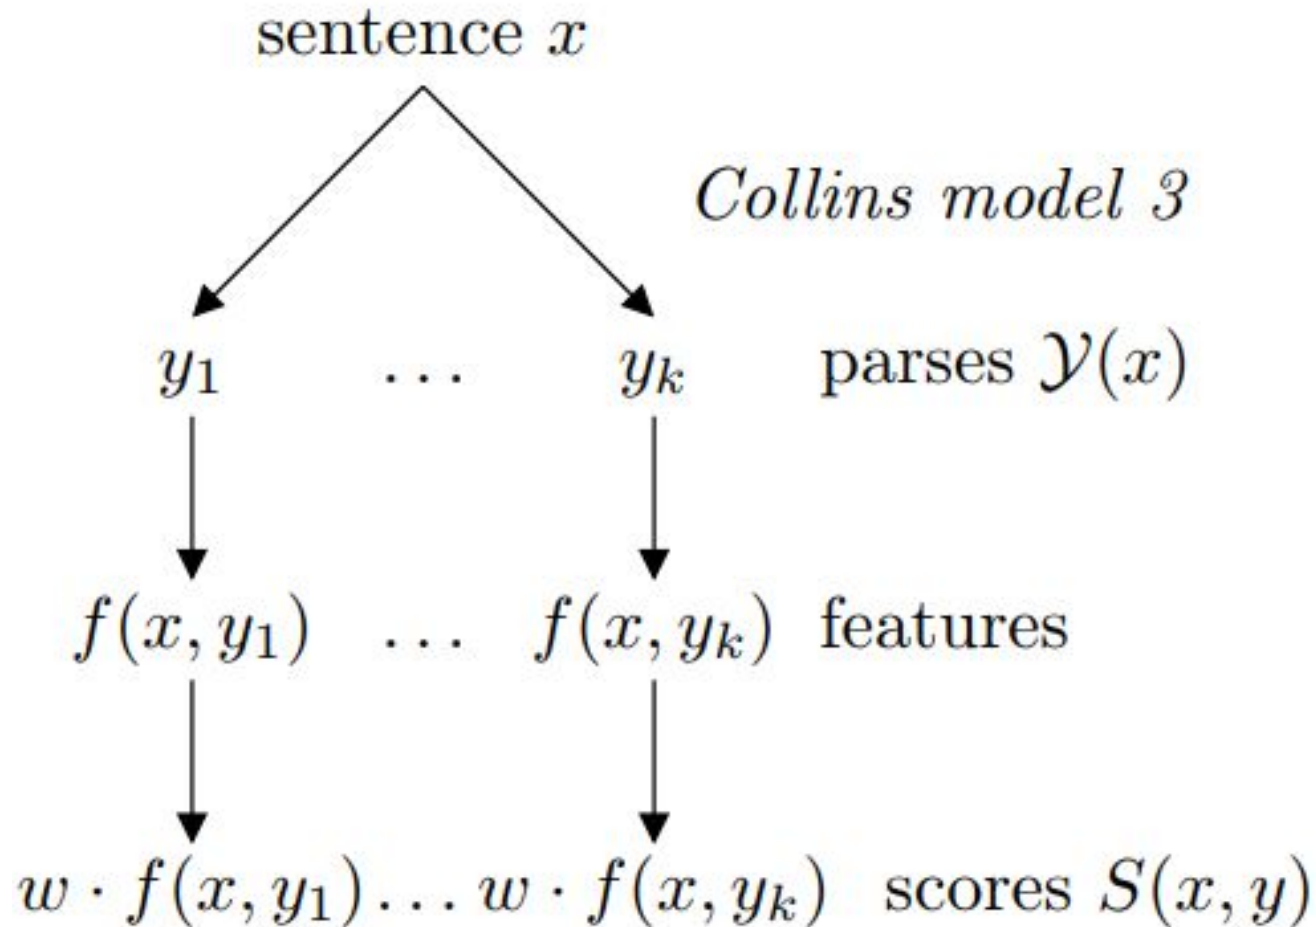 sentence x
Collins model 3
y₁ … yₖ parses 𝒴(x)
f(x, y₁) … f(x, yₖ) features
w · f(x, y₁) … w · f(x, yₖ) scores S(x, y)